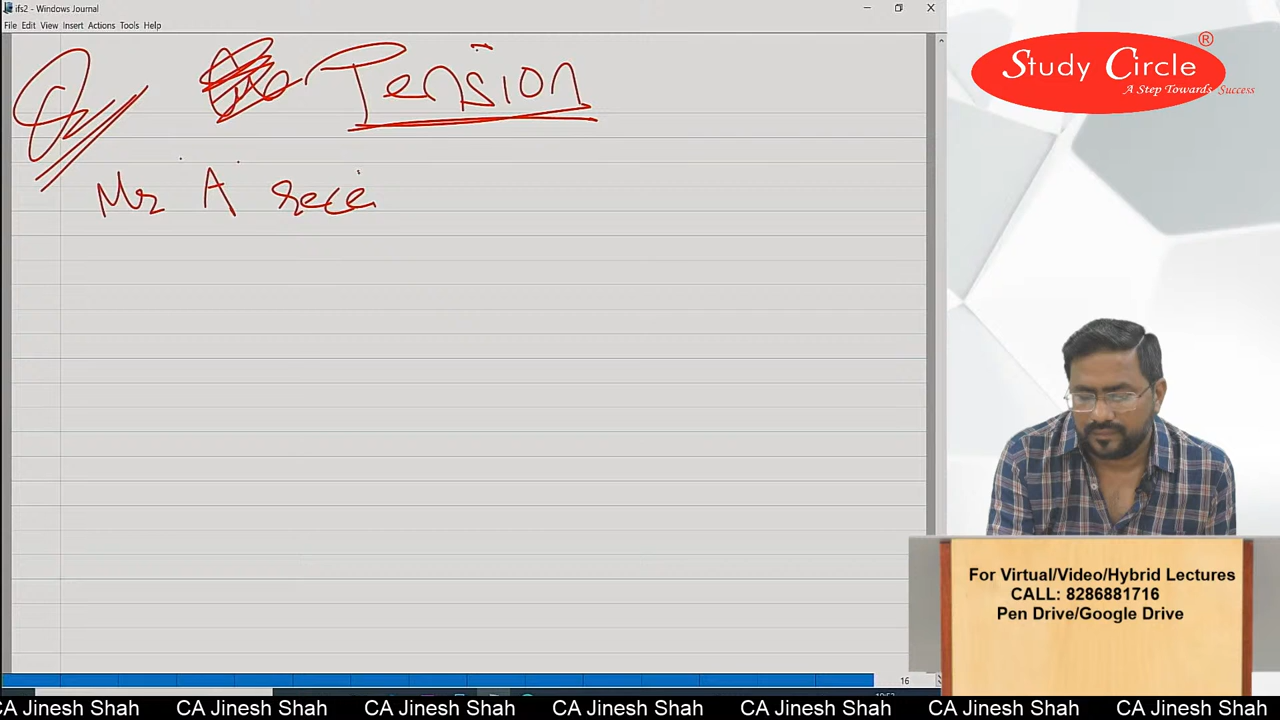 ifs2 - Windows Journal
File Edit View Insert Actions Tools Help
Pension
Mr A rece
16
Study Circle ®
A Step Towards Success
For Virtual/Video/Hybrid Lectures
CALL: 8286881716
Pen Drive/Google Drive
CA Jinesh Shah CA Jinesh Shah CA Jinesh Shah CA Jinesh Shah CA Jinesh Shah CA Jinesh Shah CA Jinesh Shah